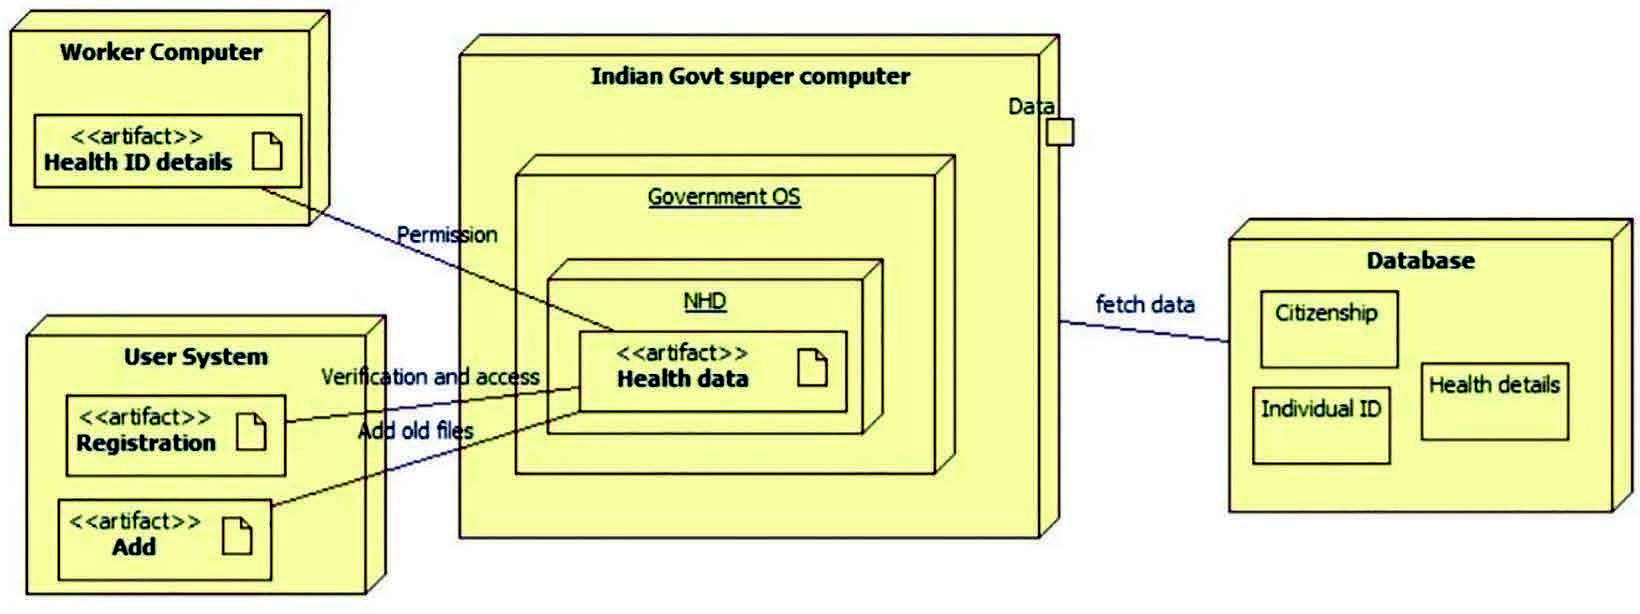 Worker Computer
<<artifact>>
Health ID details
Permission
User System
<<artifact>>
Registration
<<artifact>>
Add
Verification and access
Add old files
Indian Govt super computer
Data
Government OS
NHD
<<artifact>>
Health data
fetch data
Database
Citizenship
Individual ID
Health details